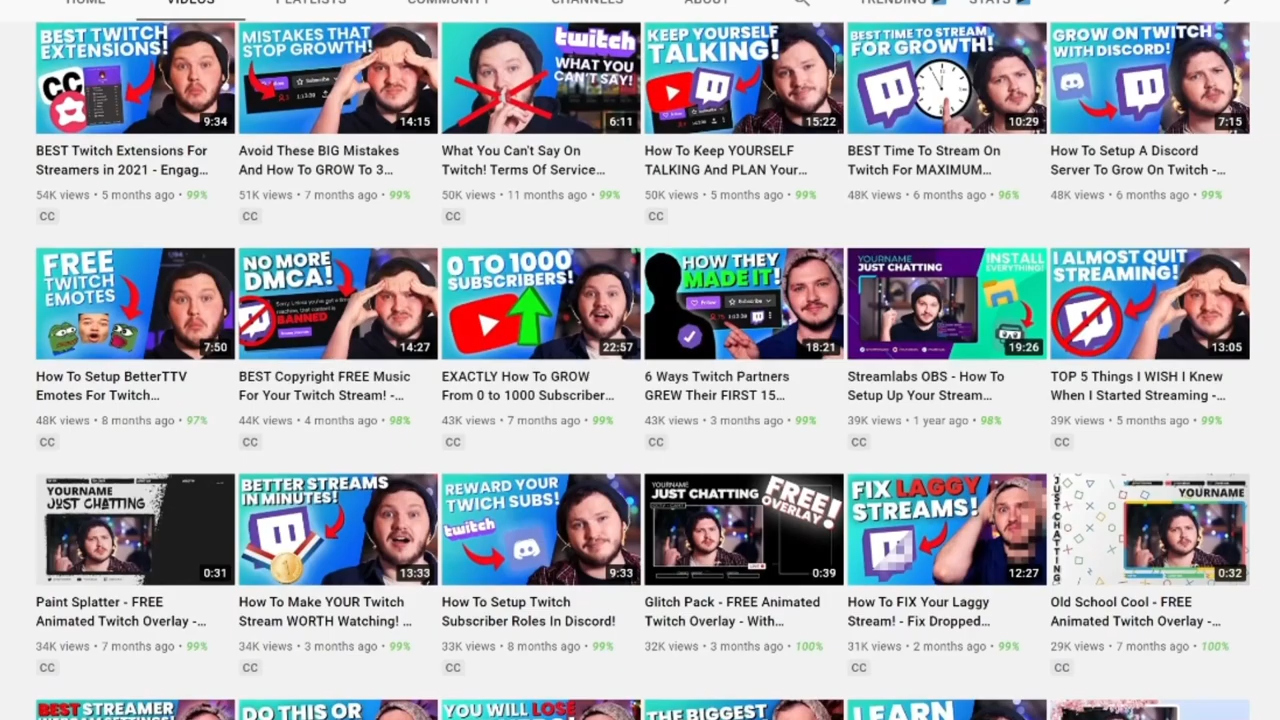 HOME VIDEOS PLAYLISTS COMMUNITY CHANNELS ABOUT TRENDING STATS
BEST TWITCH
EXTENSIONS!
CC
9:34
MISTAKES THAT
STOP GROWTH!
14:15
twitch
WHAT YOU
CAN'T SAY!
6:11
KEEP YOURSELF
TALKING!
15:22
BEST TIME TO STREAM
FOR GROWTH!
10:29
GROW ON TWITCH
WITH DISCORD!
7:15
BEST Twitch Extensions For
Streamers in 2021 - Engag...
54K views • 5 months ago • 99%
CC
Avoid These BIG Mistakes
And How To GROW To 3...
51K views • 7 months ago • 99%
CC
What You Can't Say On
Twitch! Terms Of Service...
50K views • 11 months ago • 99%
CC
How To Keep YOURSELF
TALKING And PLAN Your...
50K views • 5 months ago • 99%
CC
BEST Time To Stream On
Twitch For MAXIMUM...
48K views • 6 months ago • 96%
How To Setup A Discord
Server To Grow On Twitch -...
48K views • 6 months ago • 99%
FREE
TWITCH
EMOTES
7:50
NO MORE
DMCA!
BANNED
14:27
0 TO 1000
SUBSCRIBERS!
22:57
HOW THEY
MADE IT!
Follow
Subscribe
18:21
YOURNAME
JUST CHATTING
INSTALL
EVERYTHING!
19:26
I ALMOST QUIT
STREAMING!
13:05
How To Setup BetterTTV
Emotes For Twitch...
48K views • 8 months ago • 97%
CC
BEST Copyright FREE Music
For Your Twitch Stream! -...
44K views • 4 months ago • 98%
CC
EXACTLY How To GROW
From 0 to 1000 Subscriber...
43K views • 7 months ago • 99%
CC
6 Ways Twitch Partners
GREW Their FIRST 15...
43K views • 3 months ago • 99%
CC
Streamlabs OBS - How To
Setup Up Your Stream...
39K views • 1 year ago • 98%
CC
TOP 5 Things I WISH I Knew
When I Started Streaming -...
39K views • 5 months ago • 99%
CC
YOURNAME
JUST CHATTING
0:31
BETTER STREAMS
IN MINUTES!
1
13:33
REWARD YOUR
TWICH SUBS!
twitch
9:33
YOURNAME
JUST CHATTING
FREE!
OVERLAY!
0:39
FIX LAGGY
STREAMS!
12:27
JUST CHATTING
YOURNAME
0:32
Paint Splatter - FREE
Animated Twitch Overlay -...
34K views • 7 months ago • 99%
CC
How To Make YOUR Twitch
Stream WORTH Watching! ...
34K views • 3 months ago • 99%
CC
How To Setup Twitch
Subscriber Roles In Discord!
33K views • 8 months ago • 99%
CC
Glitch Pack - FREE Animated
Twitch Overlay - With...
32K views • 3 months ago • 100%
How To FIX Your Laggy
Stream! - Fix Dropped...
31K views • 2 months ago • 99%
CC
Old School Cool - FREE
Animated Twitch Overlay -...
29K views • 7 months ago • 100%
CC
BEST STREAMER
DO THIS OR
YOU WILL LOSE
THE BIGGEST
LEARN